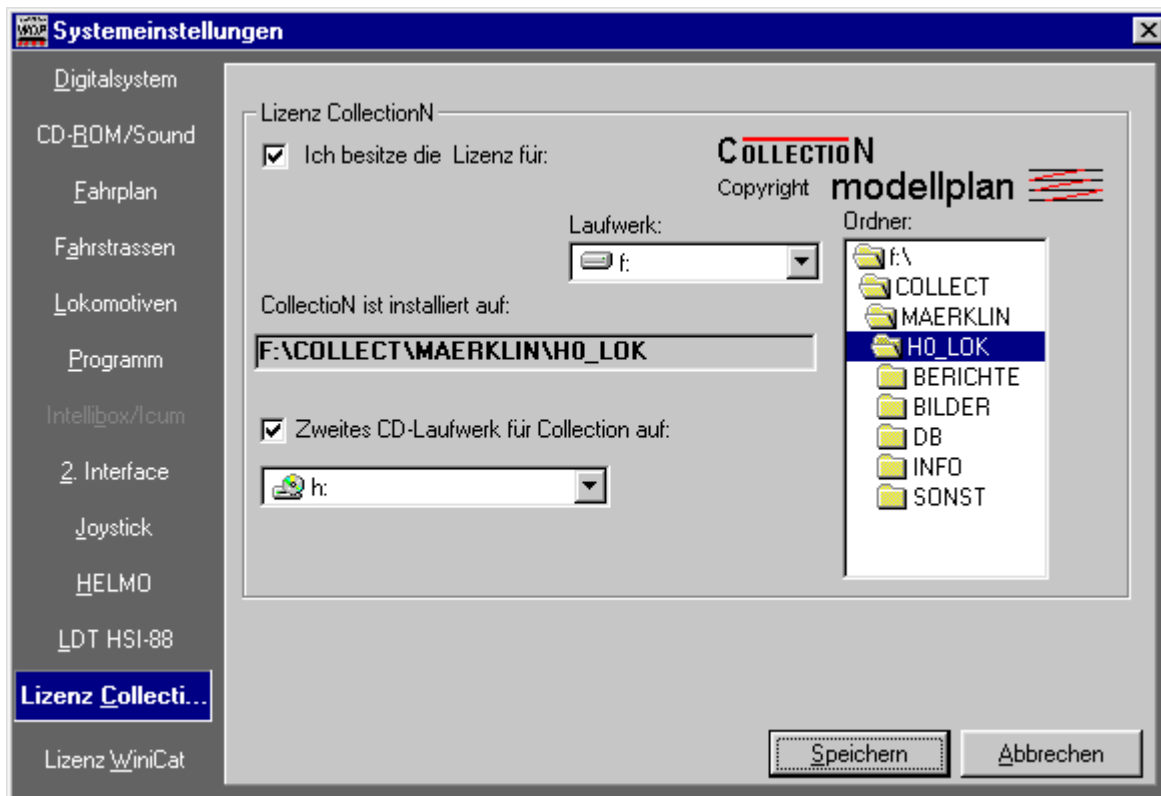 Systemeinstellungen
Digitalsystem
CD-ROM/Sound
Fahrplan
Fahrstrassen
Lokomotiven
Programm
Intellibox/Icum
2. Interface
Joystick
HELMO
LDT HSI-88
Lizenz Collecti...
Lizenz WiniCat
Lizenz CollectionN
Ich besitze die Lizenz für:
COLLECTION
Copyright modellplan
Laufwerk:
f:
Ordner:
f:\
COLLECT
MAERKLIN
H0_LOK
BERICHTE
BILDER
DB
INFO
SONST
CollectioN ist installiert auf:
F:\COLLECT\MAERKLIN\H0_LOK
Zweites CD-Laufwerk für Collection auf:
h:
Speichern
Abbrechen